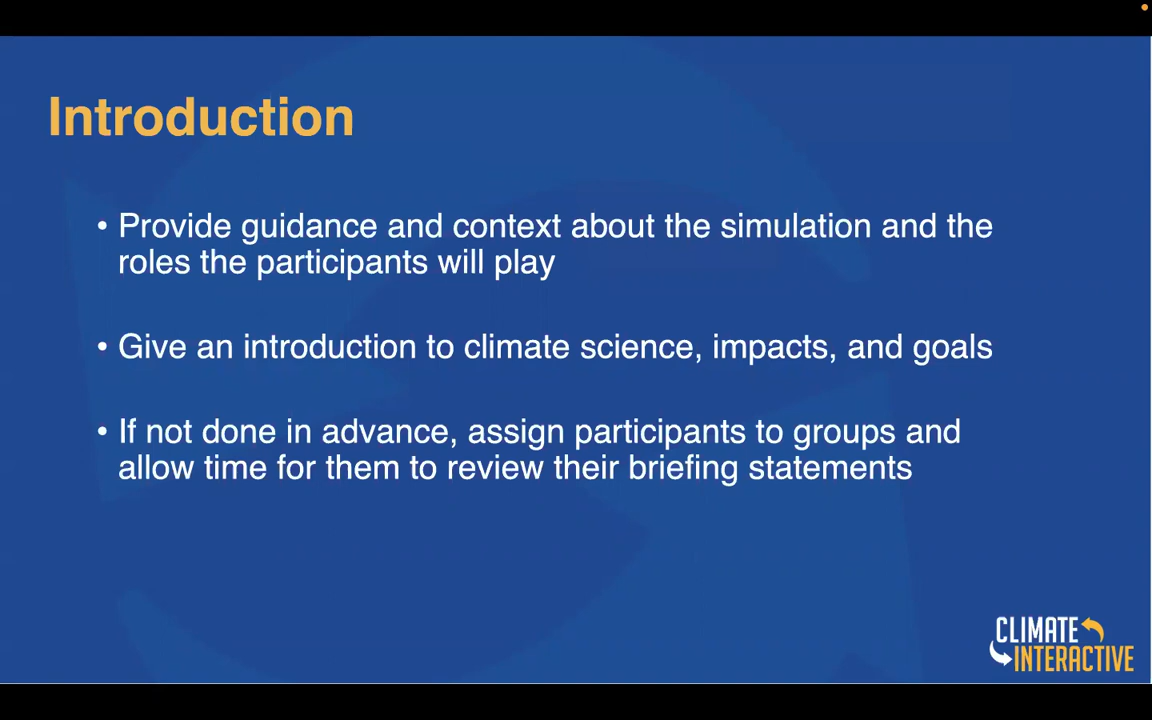 Introduction
• Provide guidance and context about the simulation and the
roles the participants will play
• Give an introduction to climate science, impacts, and goals
• If not done in advance, assign participants to groups and
allow time for them to review their briefing statements
CLIMATE
INTERACTIVE